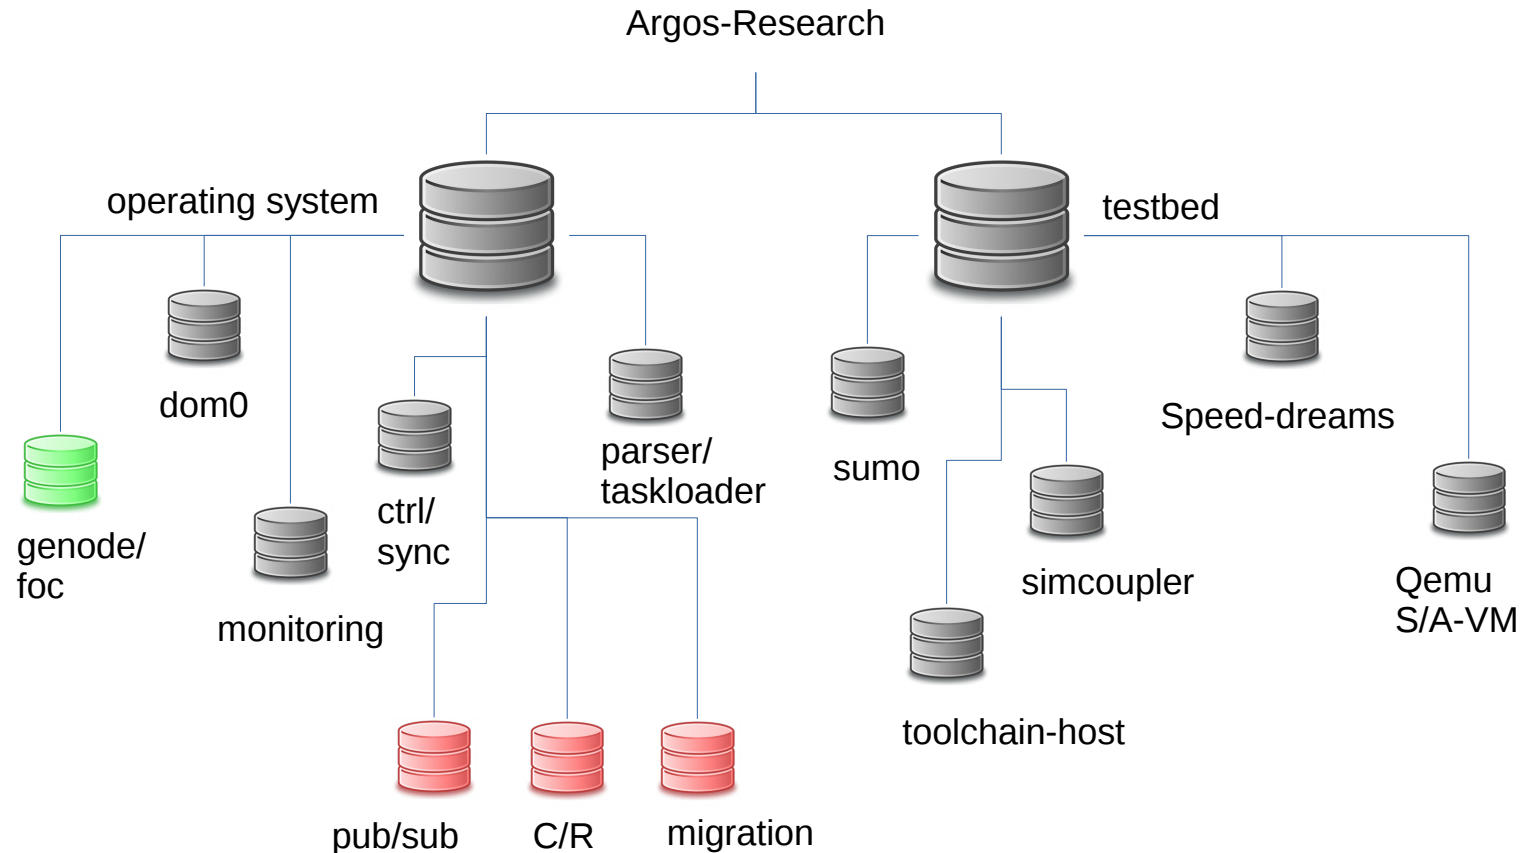 Argos-Research
operating system
testbed
dom0
genode/
foc
monitoring
ctrl/
sync
parser/
taskloader
pub/sub
C/R
migration
sumo
Speed-dreams
simcoupler
Qemu
S/A-VM
toolchain-host